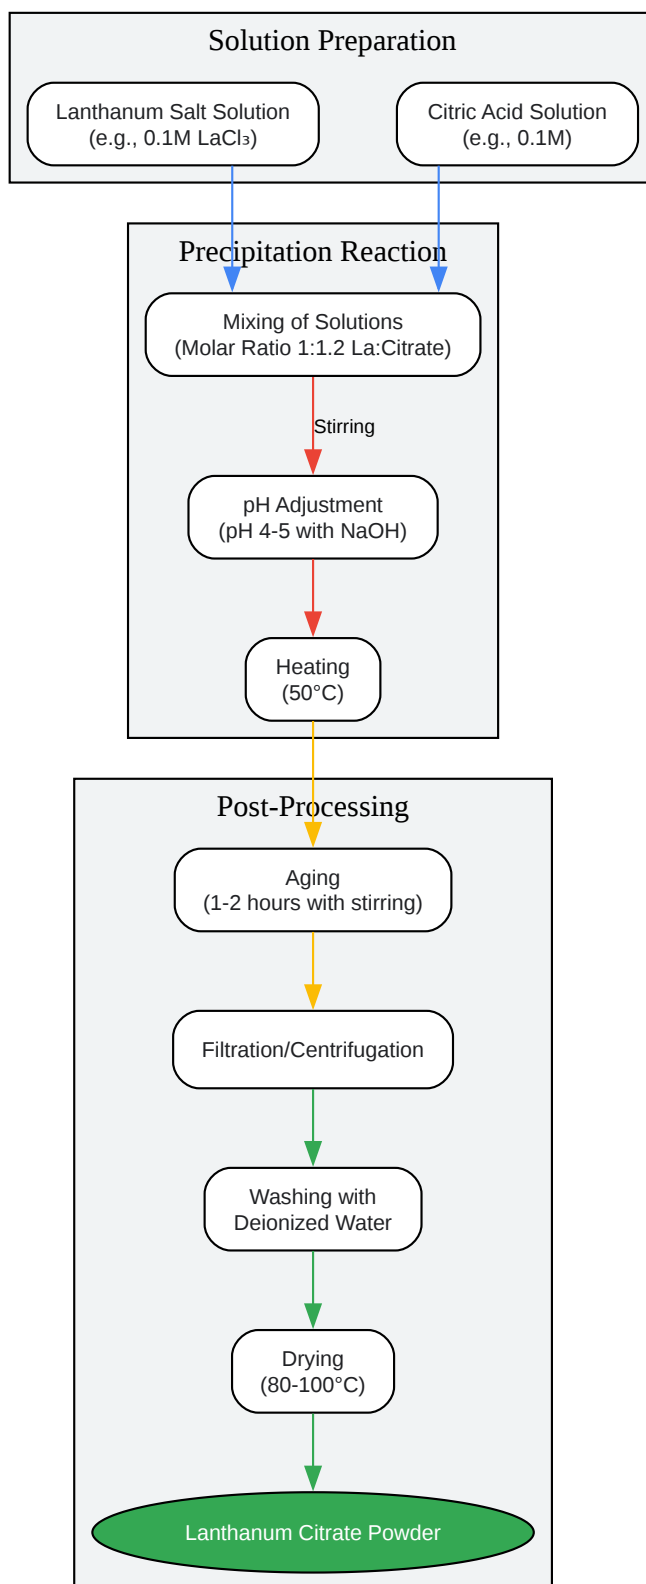 Solution Preparation
Lanthanum Salt Solution
(e.g., 0.1M LaCl₃)
Citric Acid Solution
(e.g., 0.1M)
Precipitation Reaction
Mixing of Solutions
(Molar Ratio 1:1.2 La:Citrate)
Stirring
pH Adjustment
(pH 4-5 with NaOH)
Heating
(50°C)
Post-Processing
Aging
(1-2 hours with stirring)
Filtration/Centrifugation
Washing with
Deionized Water
Drying
(80-100°C)
Lanthanum Citrate Powder